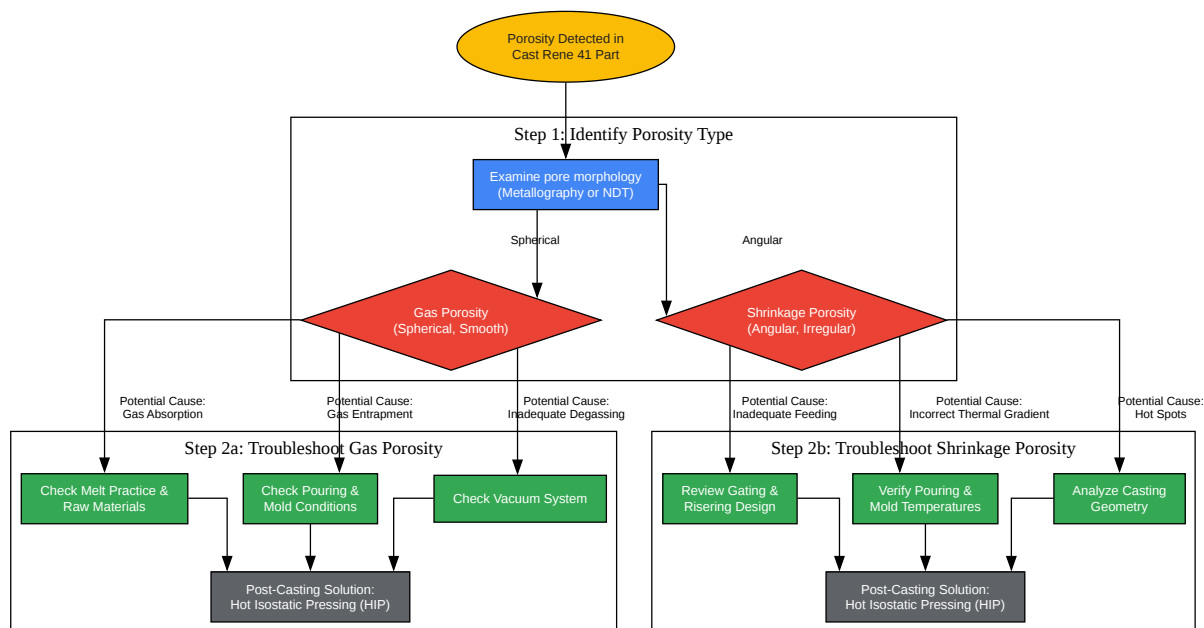 Porosity Detected in
Cast Rene 41 Part
Step 1: Identify Porosity Type
Examine pore morphology
(Metallography or NDT)
Spherical
Angular
Gas Porosity
(Spherical, Smooth)
Shrinkage Porosity
(Angular, Irregular)
Potential Cause:
Gas Absorption
Potential Cause:
Gas Entrapment
Potential Cause:
Inadequate Degassing
Potential Cause:
Inadequate Feeding
Potential Cause:
Incorrect Thermal Gradient
Potential Cause:
Hot Spots
Step 2a: Troubleshoot Gas Porosity
Check Melt Practice &
Raw Materials
Check Pouring &
Mold Conditions
Check Vacuum System
Post-Casting Solution:
Hot Isostatic Pressing (HIP)
Step 2b: Troubleshoot Shrinkage Porosity
Review Gating &
Risering Design
Verify Pouring &
Mold Temperatures
Analyze Casting
Geometry
Post-Casting Solution:
Hot Isostatic Pressing (HIP)